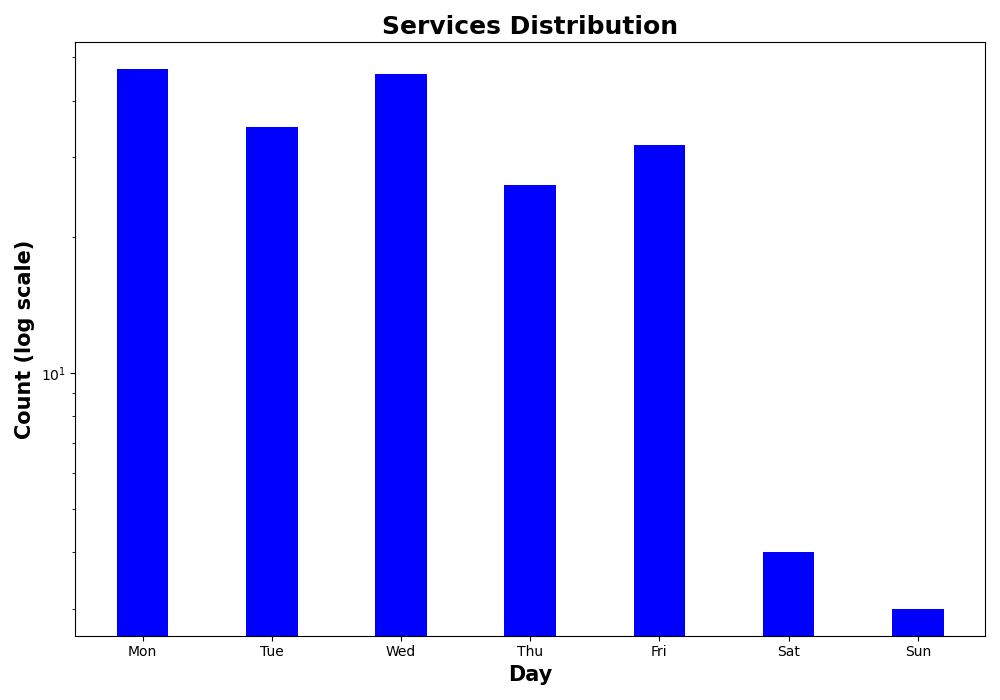 Services Distribution
Count (log scale)
10¹
Mon Tue Wed Thu Fri Sat Sun
Day